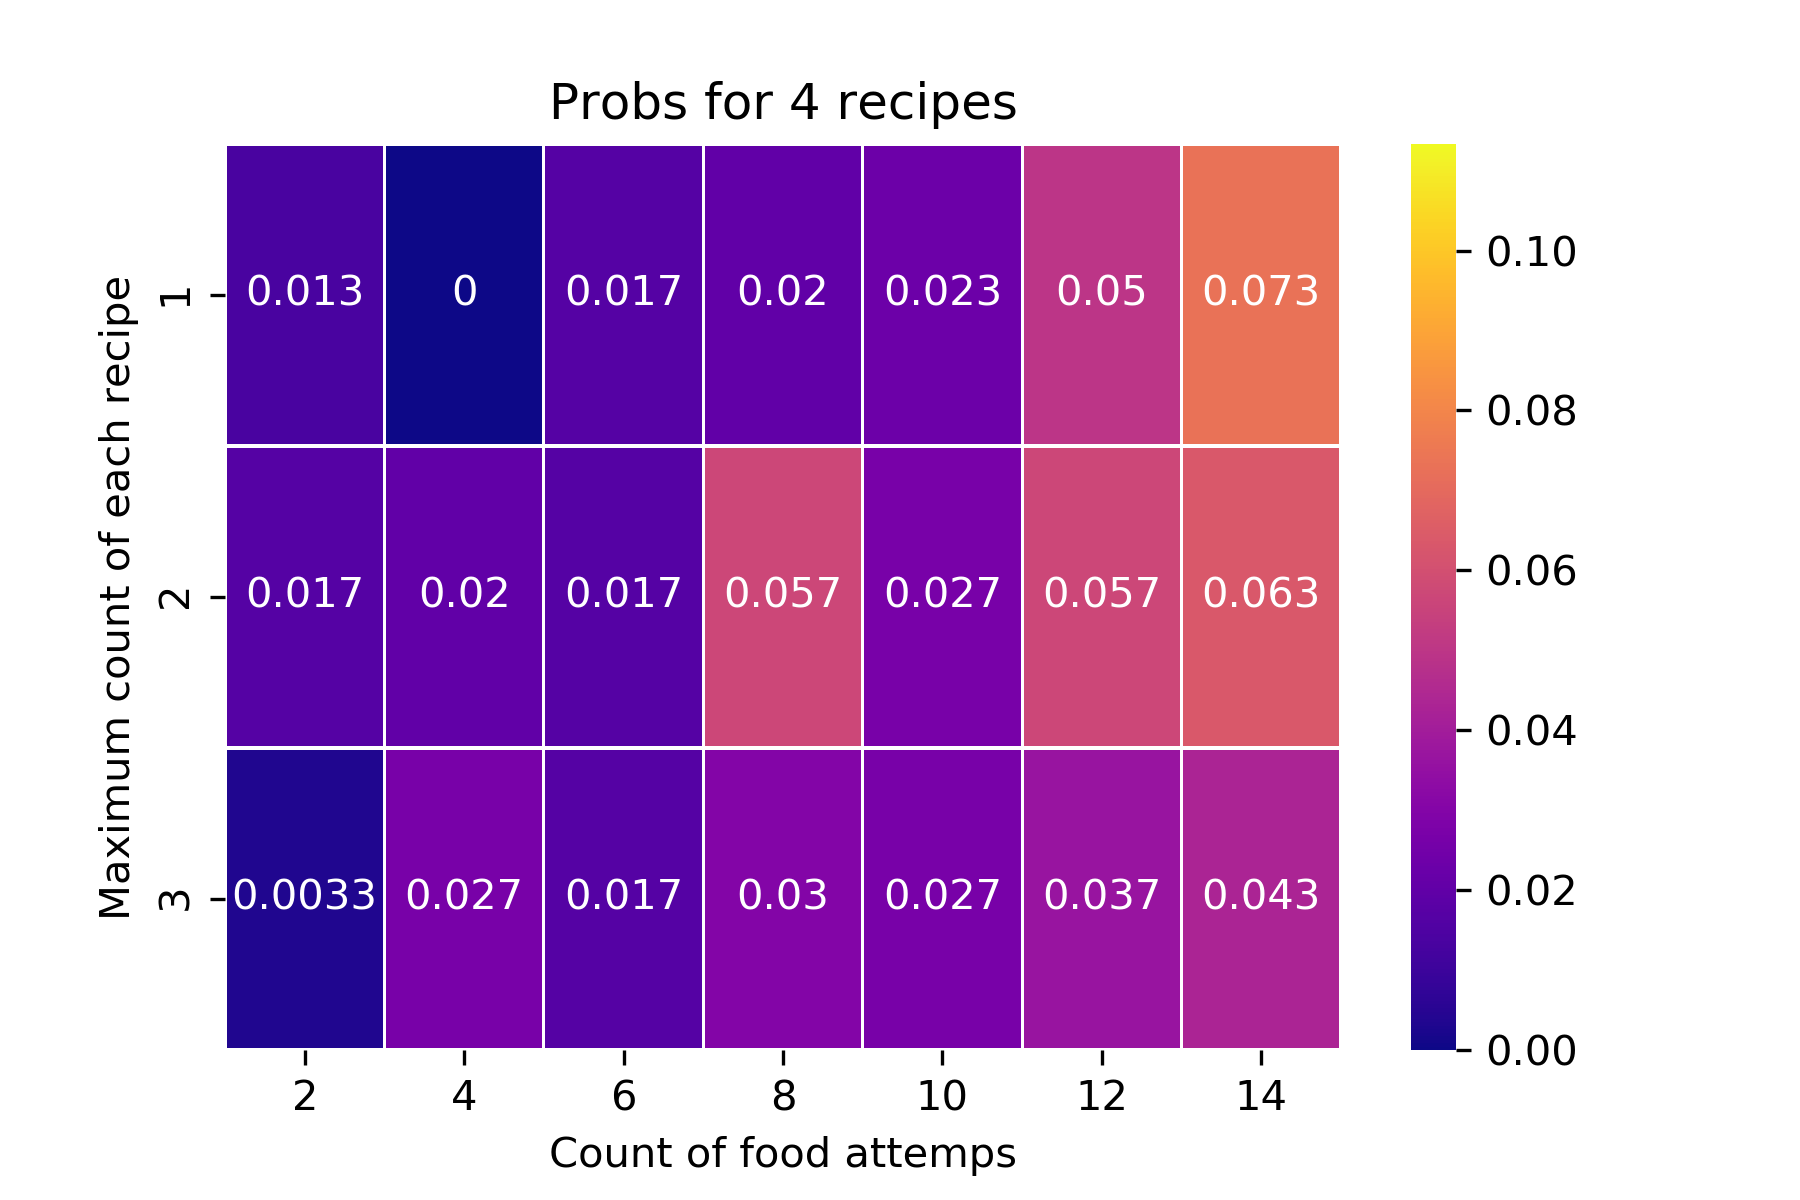 Probs for 4 recipes
Maximum count of each recipe
1 0.013 0 0.017 0.02 0.023 0.05 0.073
2 0.017 0.02 0.017 0.057 0.027 0.057 0.063
3 0.0033 0.027 0.017 0.03 0.027 0.037 0.043
2 4 6 8 10 12 14
Count of food attemps
0.10
0.08
0.06
0.04
0.02
0.00